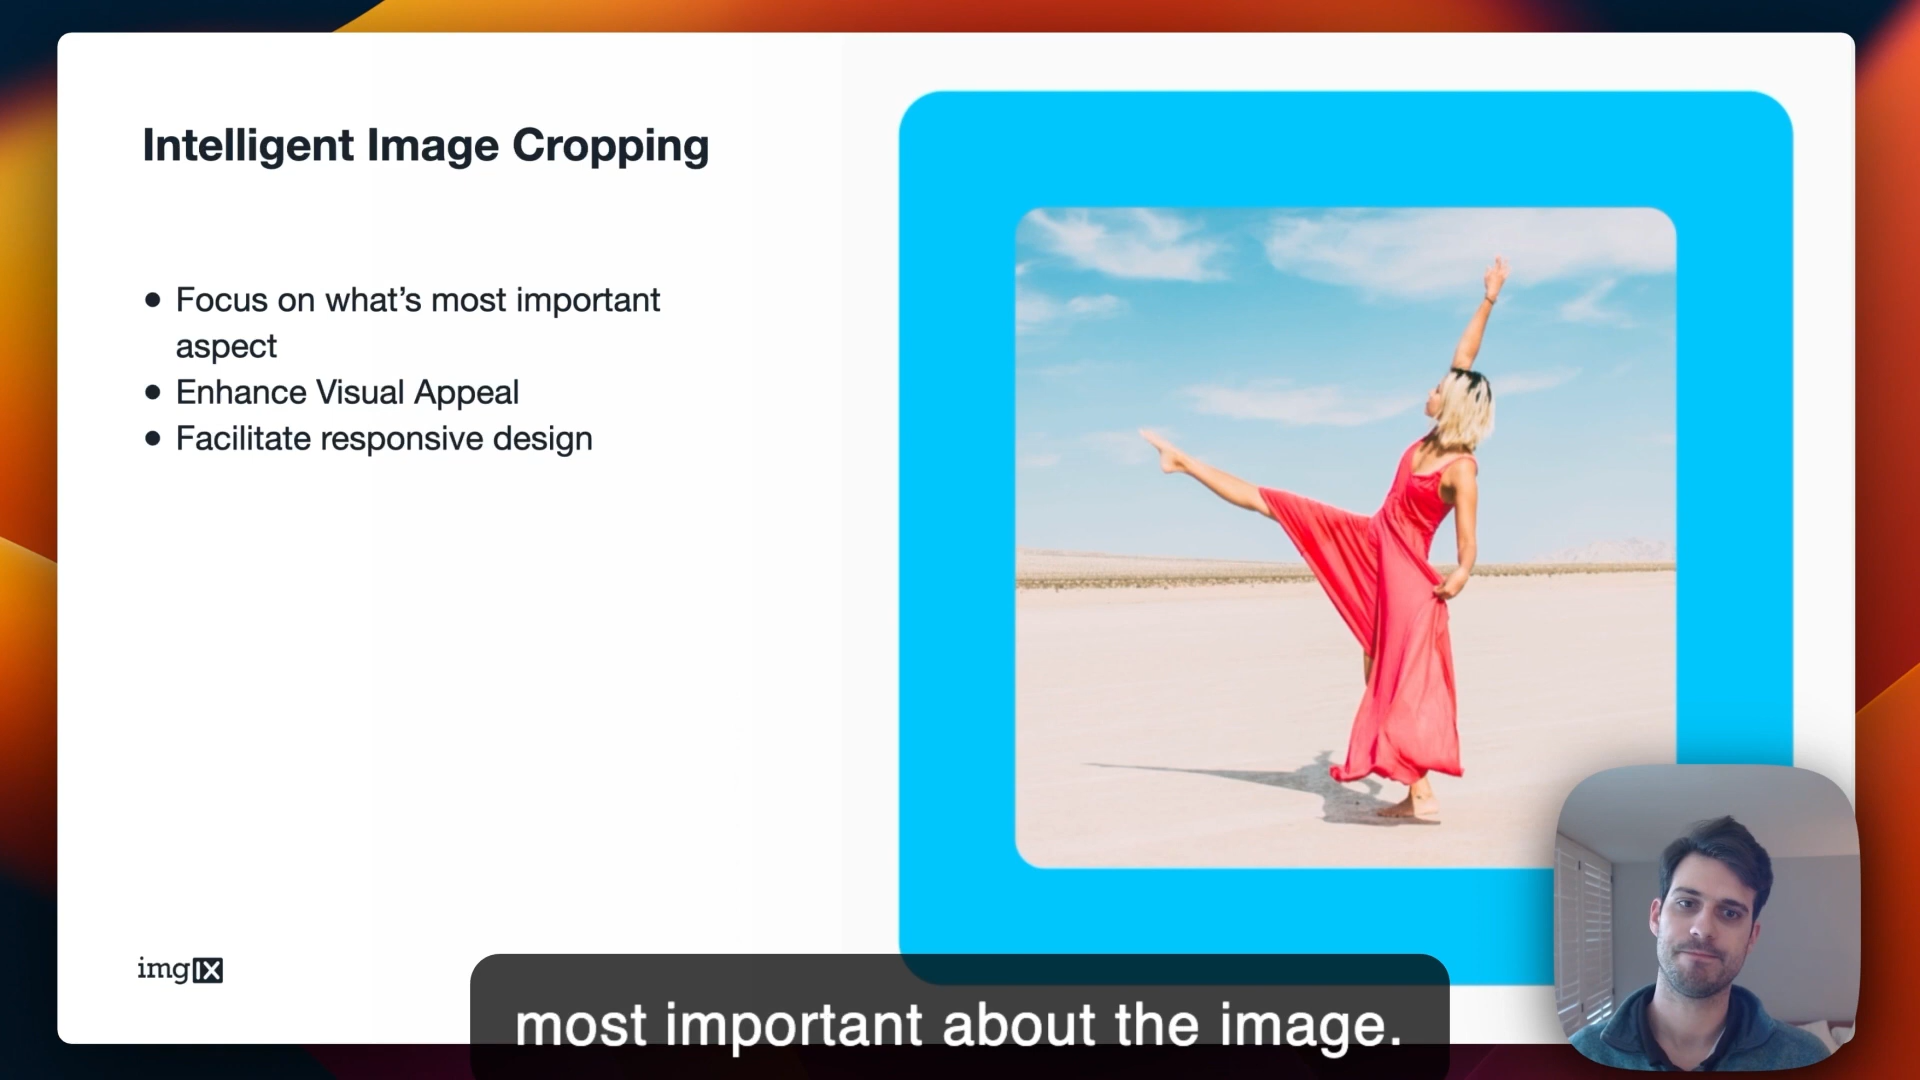 Intelligent Image Cropping
● Focus on what’s most important
aspect
● Enhance Visual Appeal
● Facilitate responsive design
imgIX
most important about the image.